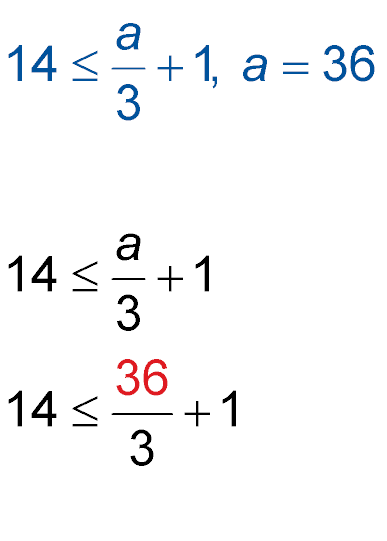 14 ≤ a/3 + 1, a = 36
14 ≤ a/3 + 1
14 ≤ 36/3 + 1